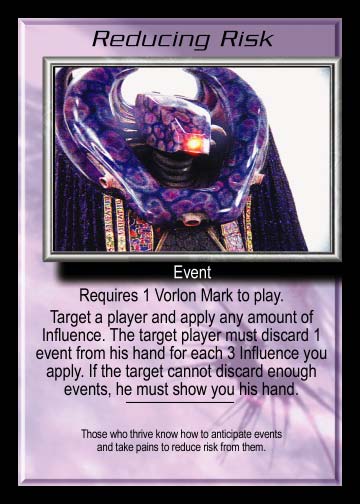 Reducing Risk
Event
Requires 1 Vorlon Mark to play.
Target a player and apply any amount of
Influence. The target player must discard 1
event from his hand for each 3 Influence you
apply. If the target cannot discard enough
events, he must show you his hand.
Those who thrive know how to anticipate events
and take pains to reduce risk from them.